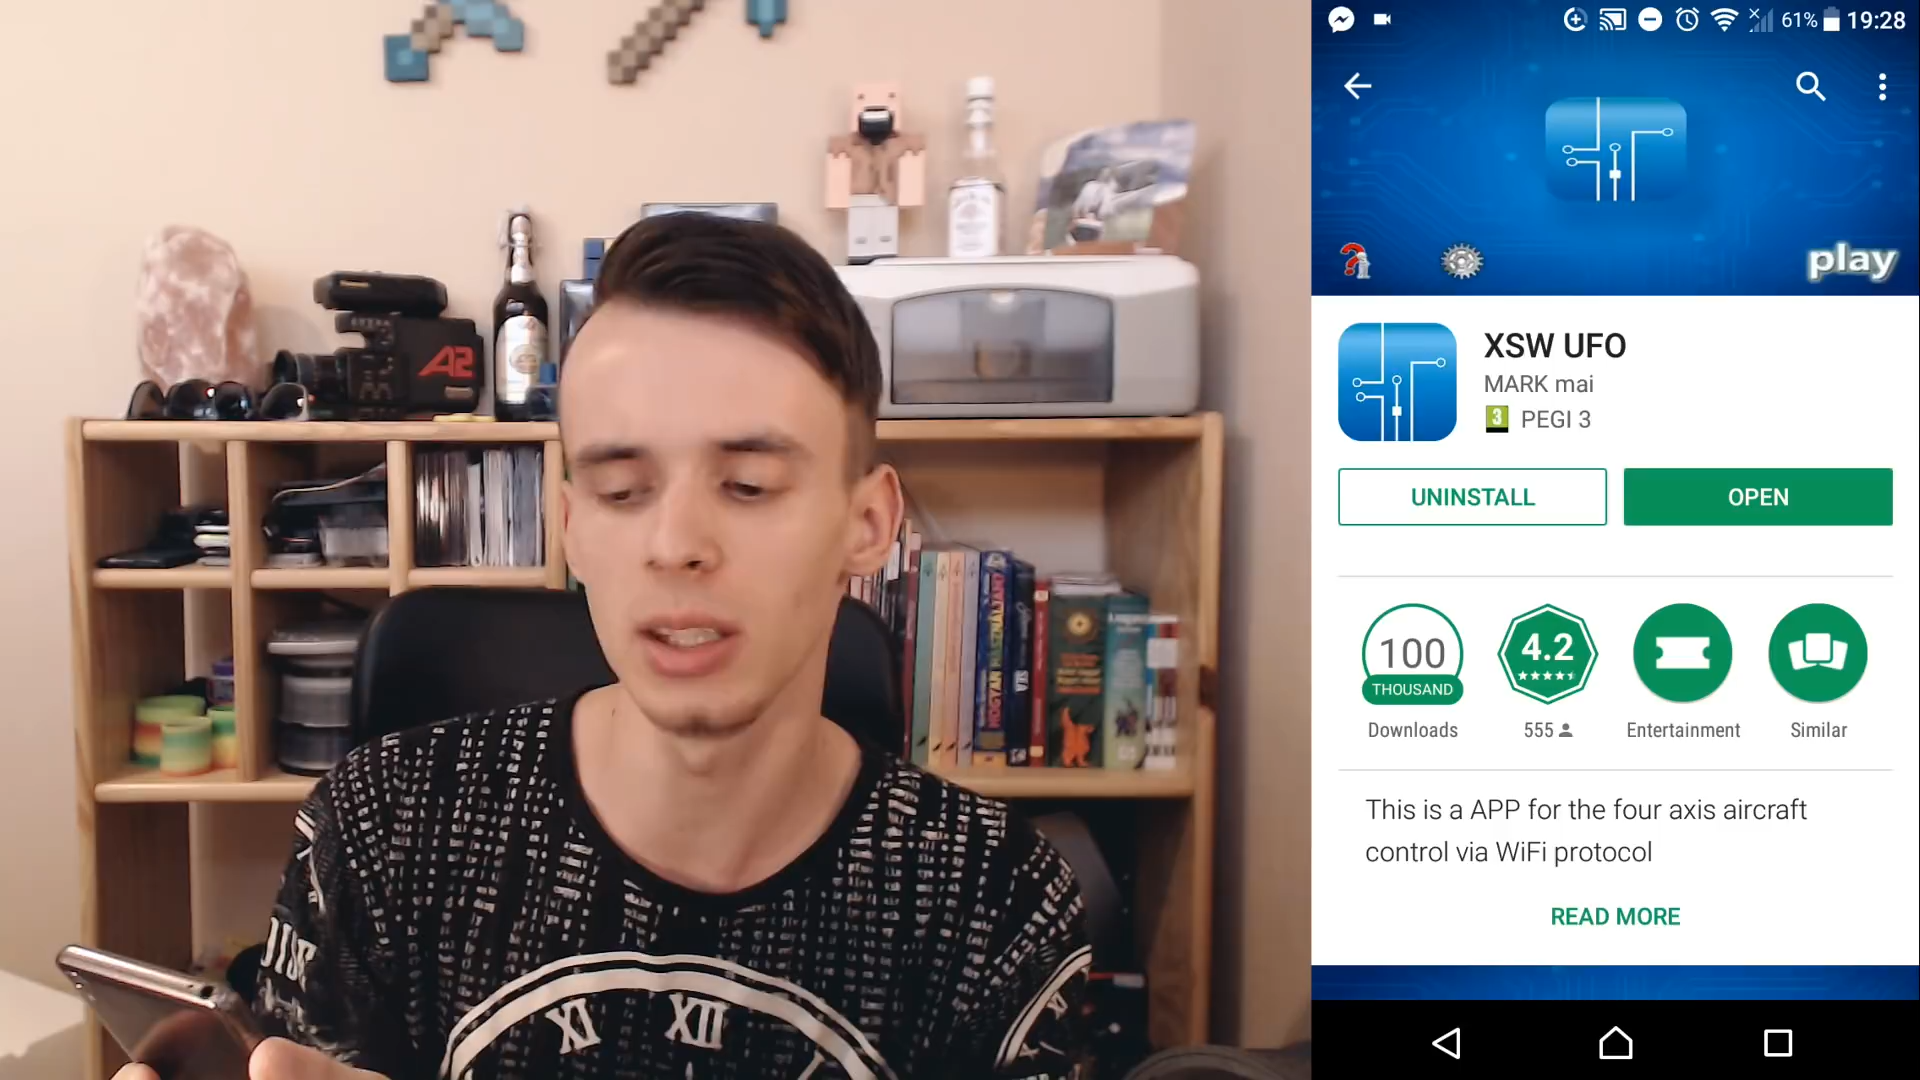 61% 19:28
play
XSW UFO
MARK mai
3 PEGI 3
UNINSTALL
OPEN
100
THOUSAND
4.2
Downloads
555
Entertainment
Similar
This is a APP for the four axis aircraft
control via WiFi protocol
READ MORE
A2
SEA
XI
XII